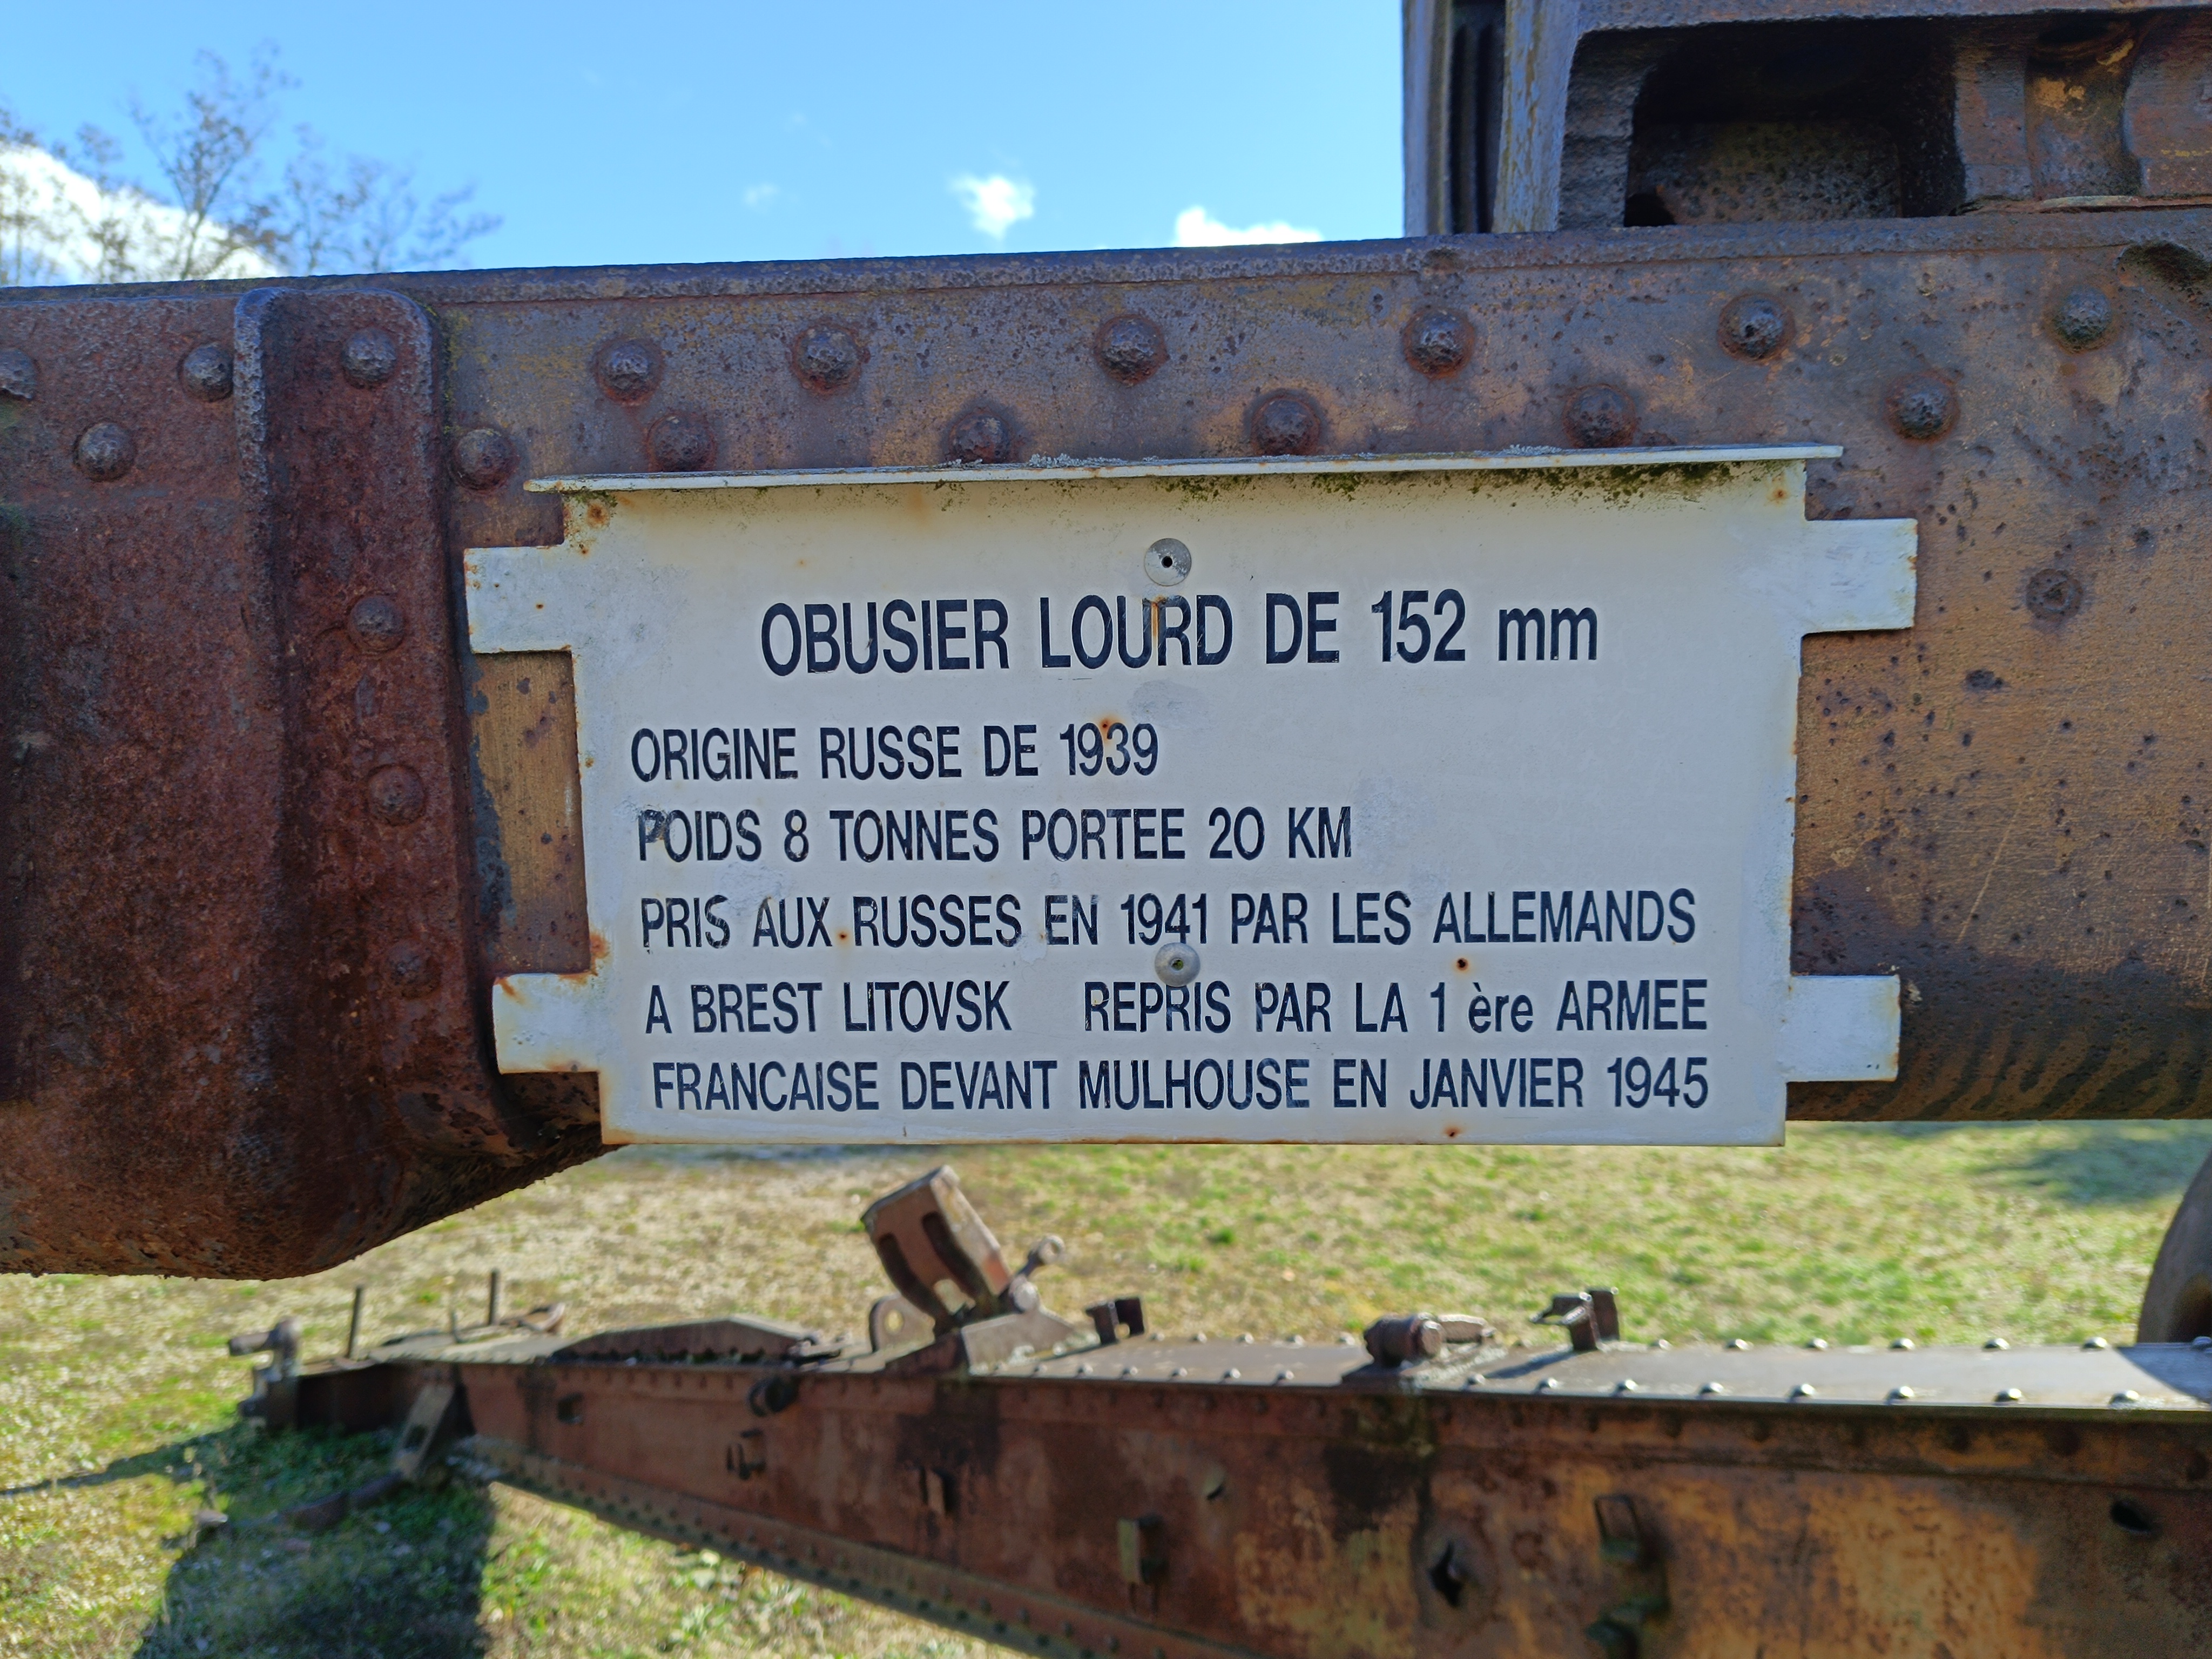 OBUSIER LOURD DE 152 mm
ORIGINE RUSSE DE 1939
POIDS 8 TONNES PORTEE 20 KM
PRIS AUX RUSSES EN 1941 PAR LES ALLEMANDS
A BREST LITOVSK REPRIS PAR LA 1 ère ARMEE
FRANCAISE DEVANT MULHOUSE EN JANVIER 1945